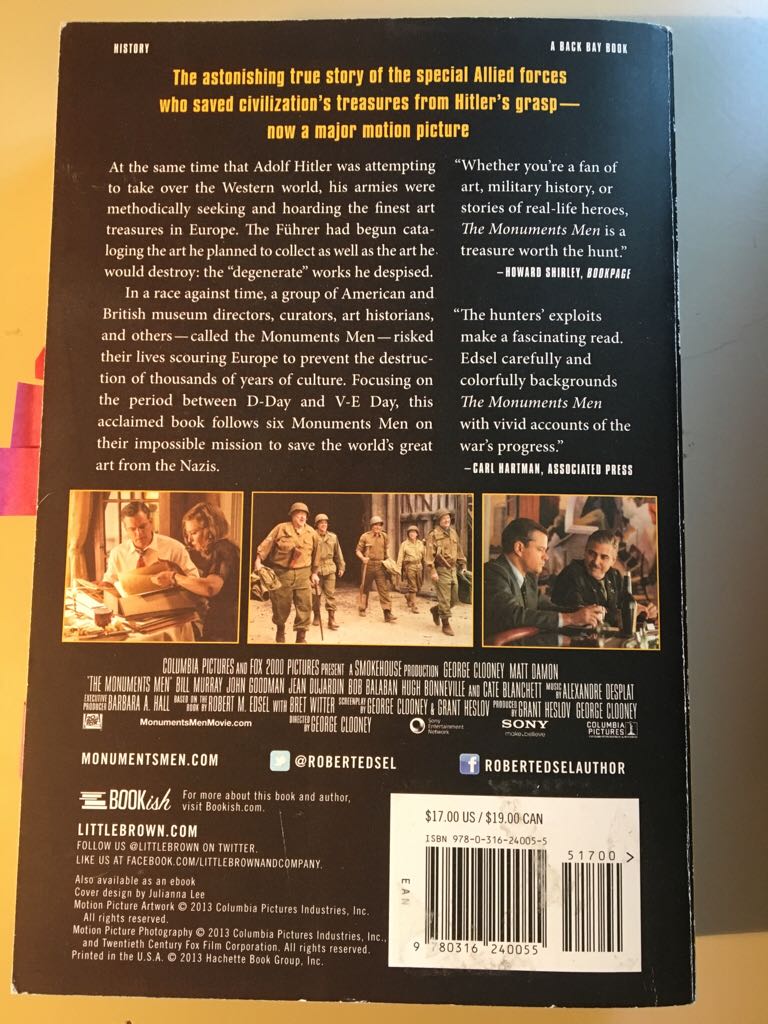 HISTORY
A BACK BAY BOOK
The astonishing true story of the special Allied forces
who saved civilization's treasures from Hitler's grasp—
now a major motion picture
At the same time that Adolf Hitler was attempting
to take over the Western world, his armies were
methodically seeking and hoarding the finest art
treasures in Europe. The Führer had begun cata-
loging the art he planned to collect as well as the art he
would destroy: the "degenerate" works he despised.
In a race against time, a group of American and
British museum directors, curators, art historians,
and others—called the Monuments Men—risked
their lives scouring Europe to prevent the destruc-
tion of thousands of years of culture. Focusing on
the period between D-Day and V-E Day, this
acclaimed book follows six Monuments Men on
their impossible mission to save the world's great
art from the Nazis.
"Whether you're a fan of
art, military history, or
stories of real-life heroes,
The Monuments Men is a
treasure worth the hunt."
—HOWARD SHIRLEY, BOOKPAGE
"The hunters' exploits
make a fascinating read.
Edsel carefully and
colorfully backgrounds
The Monuments Men
with vivid accounts of the
war's progress."
—CARL HARTMAN, ASSOCIATED PRESS
COLUMBIA PICTURES AND FOX 2000 PICTURES PRESENT A SMOKEHOUSE PRODUCTION GEORGE CLOONEY MATT DAMON
"THE MONUMENTS MEN" BILL MURRAY JOHN GOODMAN JEAN DUJARDIN BOB BALABAN HUGH BONNEVILLE AND CATE BLANCHETT MUSIC BY ALEXANDRE DESPLAT
EXECUTIVE PRODUCER BARBARA A. HALL BASED ON THE BOOK BY ROBERT M. EDSEL WITH BRET WITTER SCREENPLAY BY GEORGE CLOONEY & GRANT HESLOV PRODUCED BY GRANT HESLOV GEORGE CLOONEY
DIRECTED BY GEORGE CLOONEY
MonumentsMenMovie.com
Sony Entertainment Network
SONY
make.believe
COLUMBIA PICTURES
MONUMENTSMEN.COM
@ROBERTEDSEL
f ROBERTEDSELAUTHOR
BOOKish
For more about this book and author,
visit Bookish.com.
LITTLEBROWN.COM
FOLLOW US @LITTLEBROWN ON TWITTER.
LIKE US AT FACEBOOK.COM/LITTLEBROWNANDCOMPANY.
Also available as an ebook
Cover design by Julianna Lee
Motion Picture Artwork © 2013 Columbia Pictures Industries, Inc.
All rights reserved.
Motion Picture Photography © 2013 Columbia Pictures Industries, Inc.,
and Twentieth Century Fox Film Corporation. All rights reserved.
Printed in the U.S.A. © 2013 Hachette Book Group, Inc.
$17.00 US / $19.00 CAN
ISBN 978-0-316-24005-5
51700 >
EAN
9 780316 240055